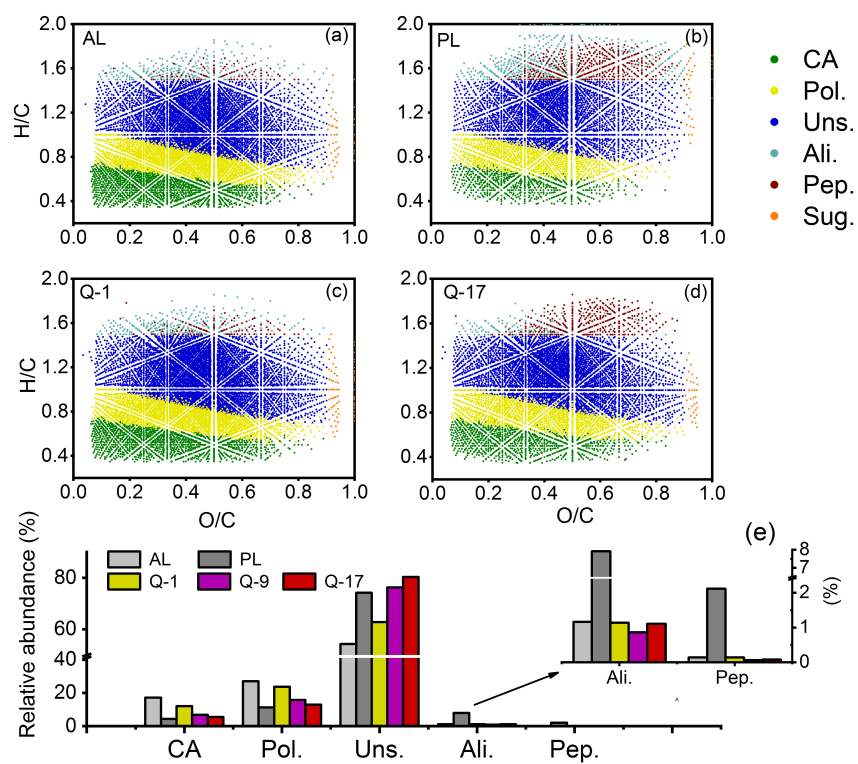 AL
(a)
H/C
2.0
1.6
1.2
0.8
0.4
0.0 0.2 0.4 0.6 0.8 1.0
PL
(b)
2.0
1.6
1.2
0.8
0.4
0.0 0.2 0.4 0.6 0.8 1.0
CA
Pol.
Uns.
Ali.
Pep.
Sug.
Q-1
(c)
H/C
2.0
1.6
1.2
0.8
0.4
0.0 0.2 0.4 0.6 0.8 1.0
O/C
Q-17
(d)
2.0
1.6
1.2
0.8
0.4
0.0 0.2 0.4 0.6 0.8 1.0
O/C
(e)
Relative abundance (%)
80
60
40
20
0
AL PL
Q-1 Q-9 Q-17
CA Pol. Uns. Ali. Pep.
8
7
2
1
0
(%)
Ali. Pep.